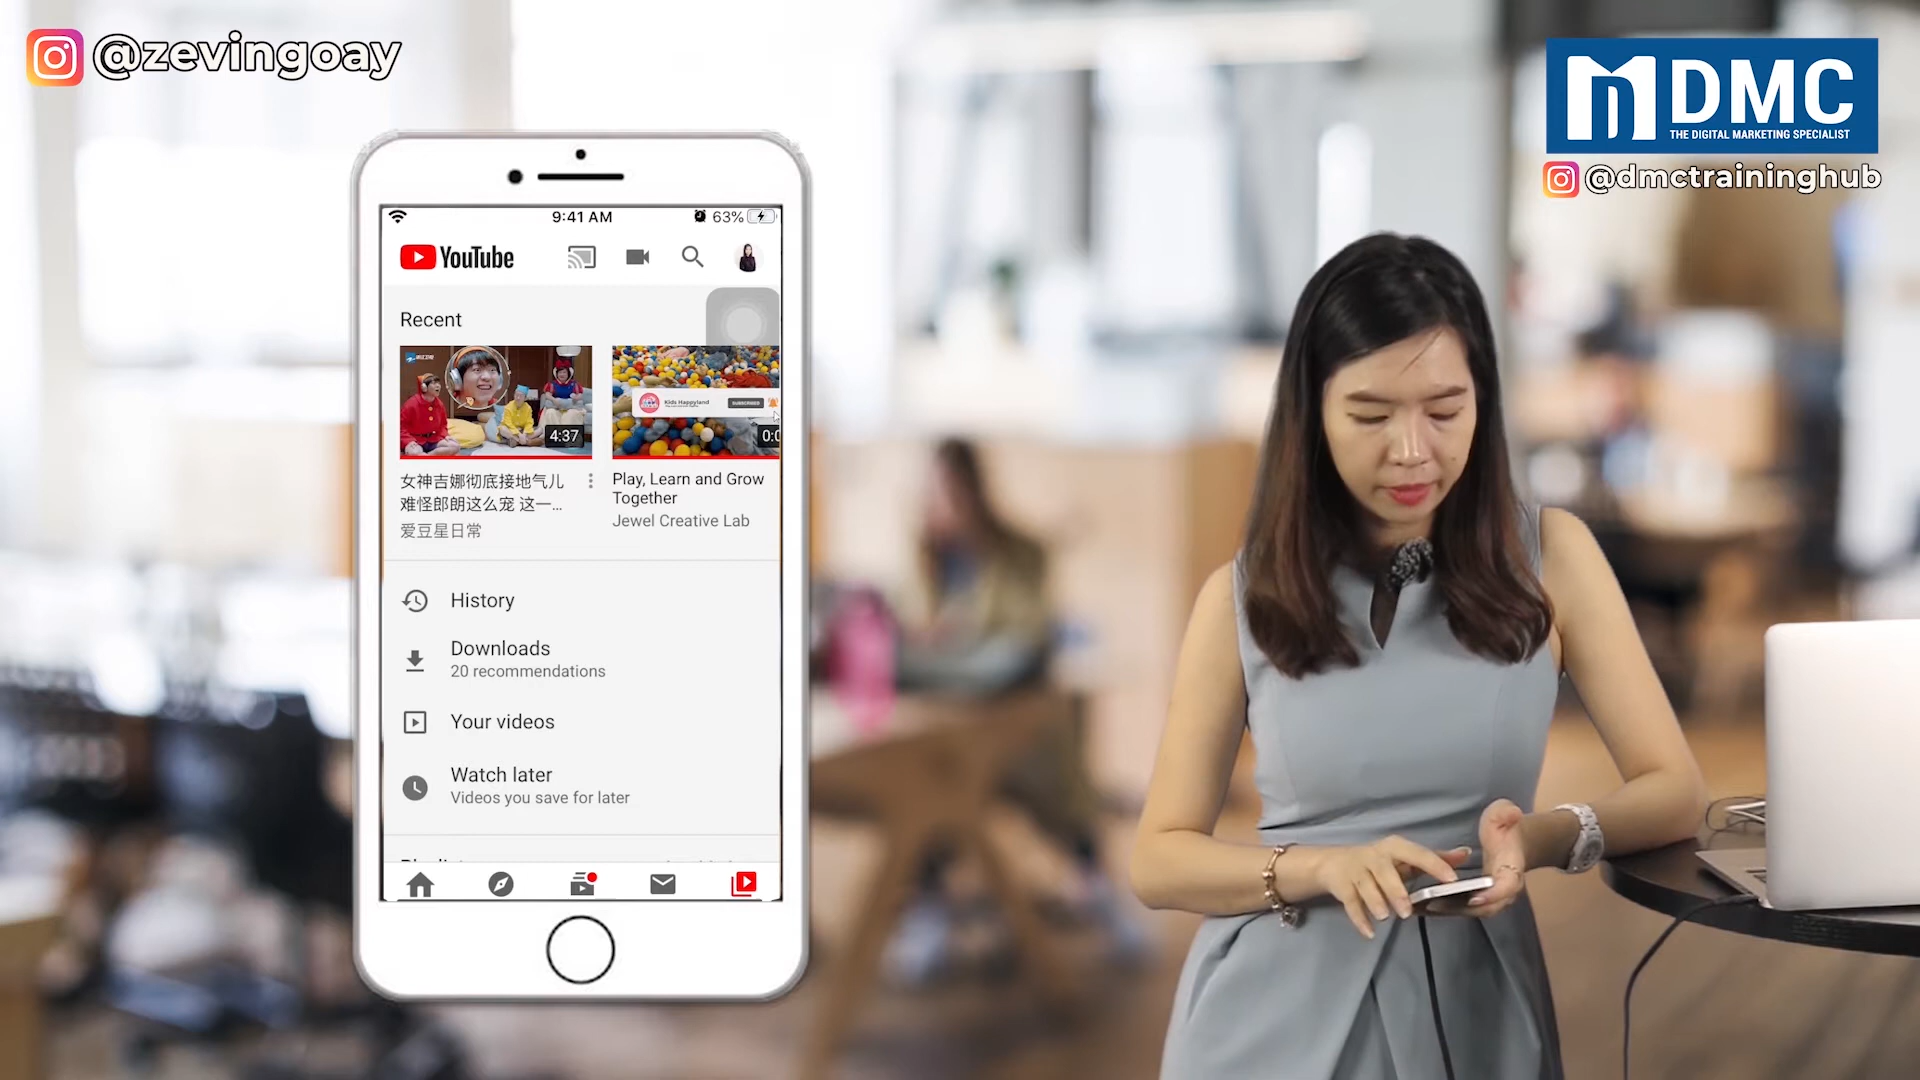 @zevingoay
DMC
THE DIGITAL MARKETING SPECIALIST
@dmctraininghub
9:41 AM
63%
YouTube
Recent
Kids Happyland
SUBSCRIBED
4:37
女神吉娜彻底接地气儿
难怪郎朗这么宠 这一...
爱豆星日常
Play, Learn and Grow
Together
Jewel Creative Lab
History
Downloads
20 recommendations
Your videos
Watch later
Videos you save for later